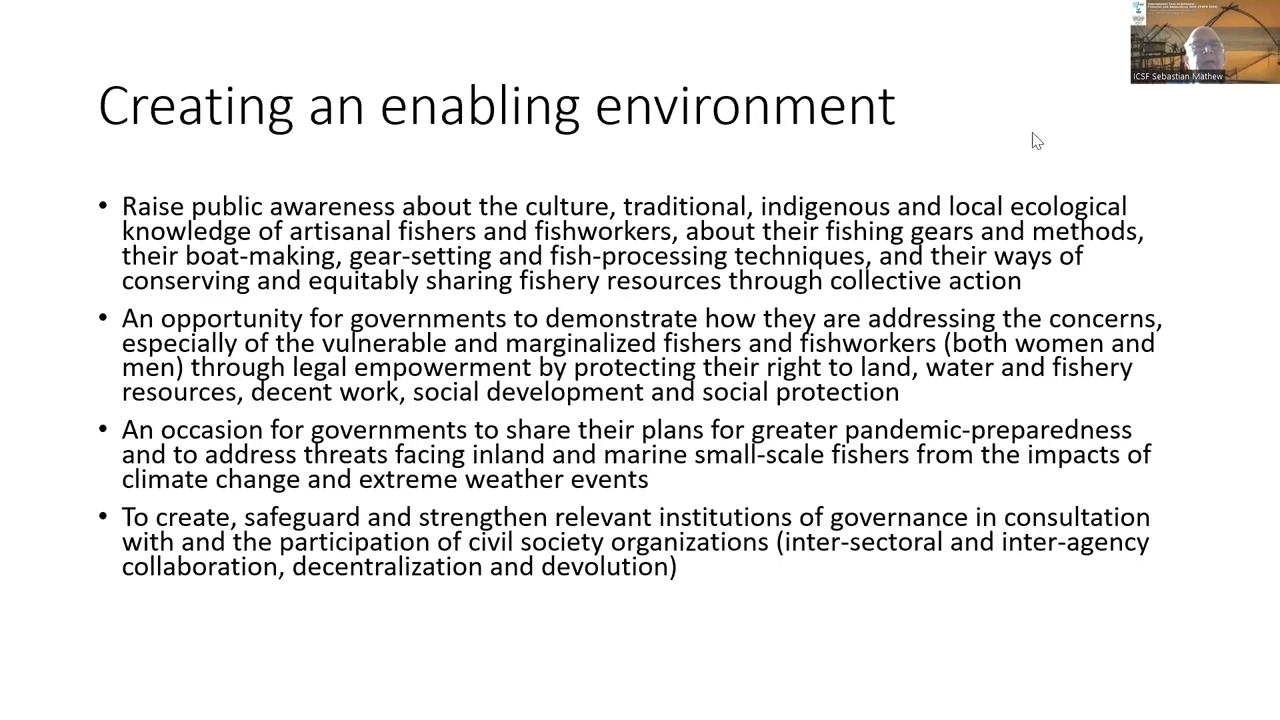 Creating an enabling environment
ICSF Sebastian Mathew
• Raise public awareness about the culture, traditional, indigenous and local ecological
knowledge of artisanal fishers and fishworkers, about their fishing gears and methods,
their boat-making, gear-setting and fish-processing techniques, and their ways of
conserving and equitably sharing fishery resources through collective action
• An opportunity for governments to demonstrate how they are addressing the concerns,
especially of the vulnerable and marginalized fishers and fishworkers (both women and
men) through legal empowerment by protecting their right to land, water and fishery
resources, decent work, social development and social protection
• An occasion for governments to share their plans for greater pandemic-preparedness
and to address threats facing inland and marine small-scale fishers from the impacts of
climate change and extreme weather events
• To create, safeguard and strengthen relevant institutions of governance in consultation
with and the participation of civil society organizations (inter-sectoral and inter-agency
collaboration, decentralization and devolution)